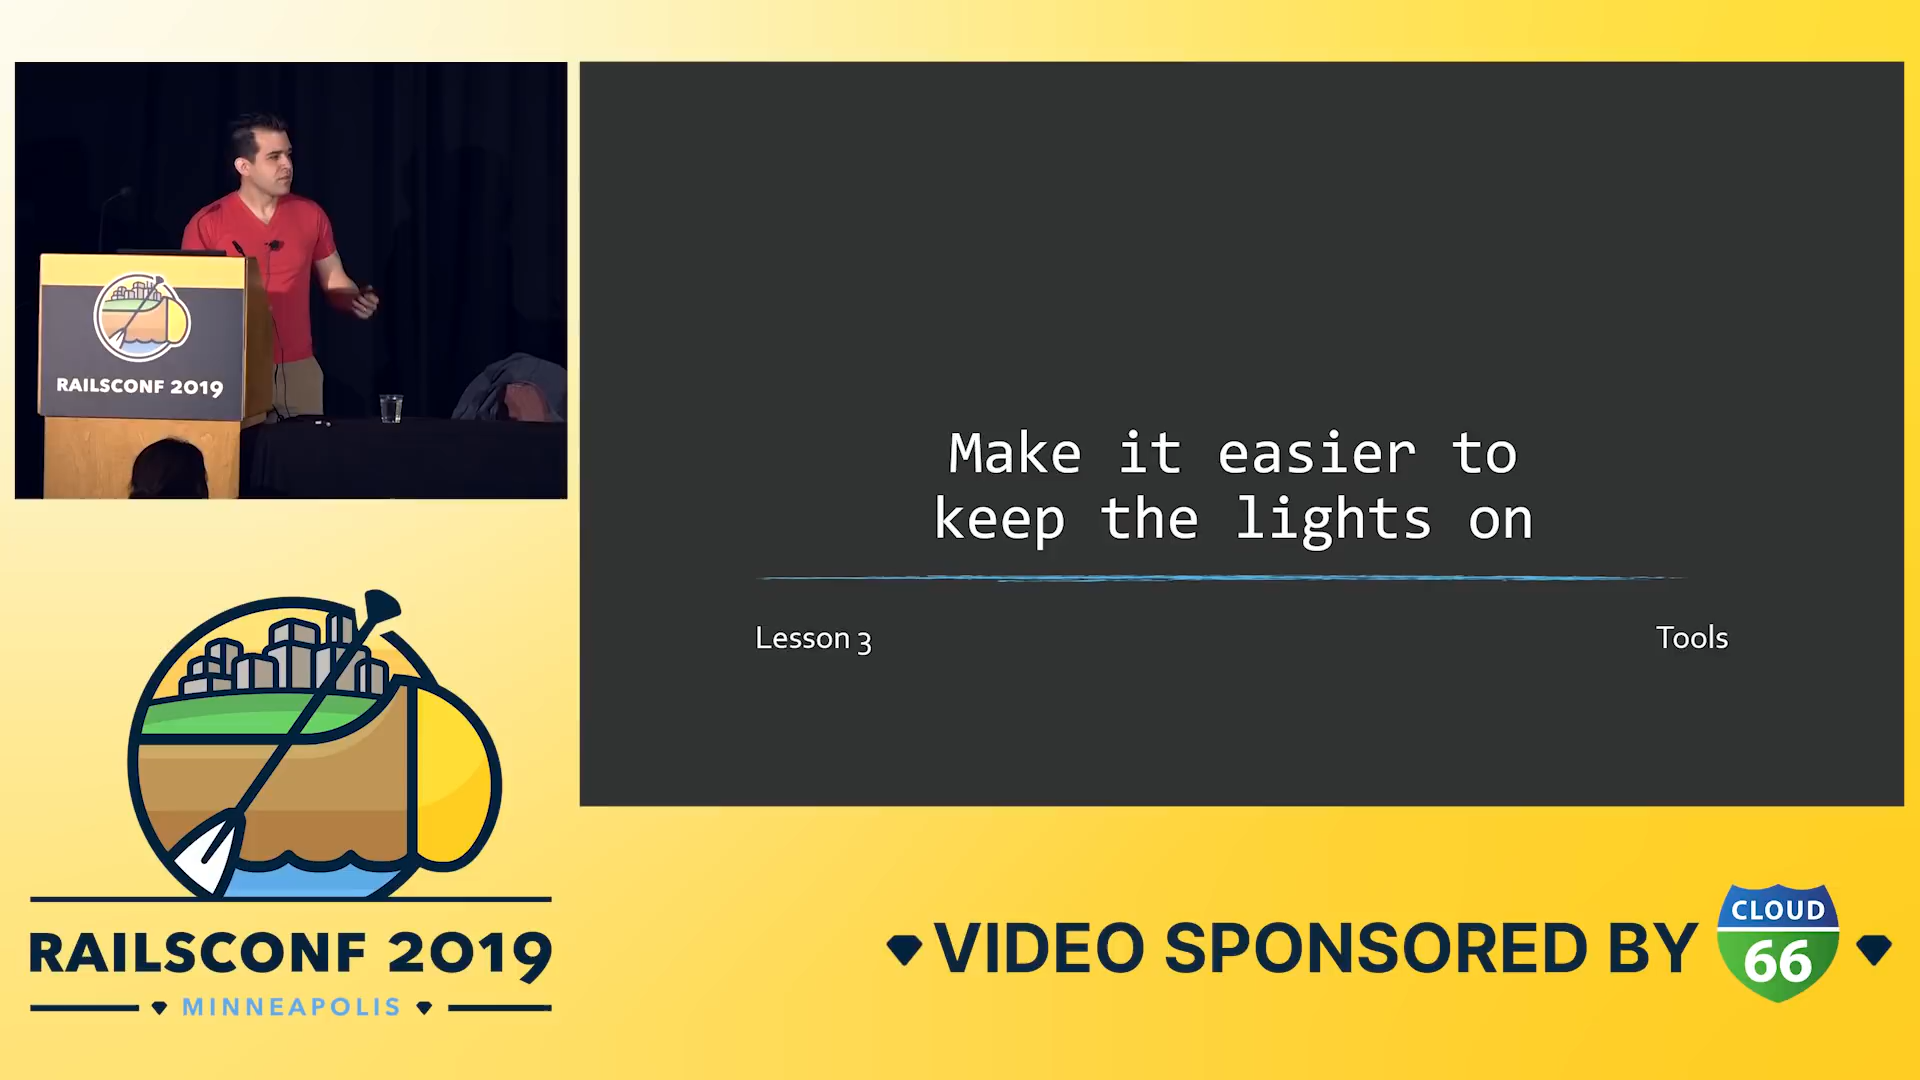 RAILSCONF 2019
Make it easier to
keep the lights on
Lesson 3
Tools
RAILSCONF 2019
MINNEAPOLIS
VIDEO SPONSORED BY
CLOUD
66